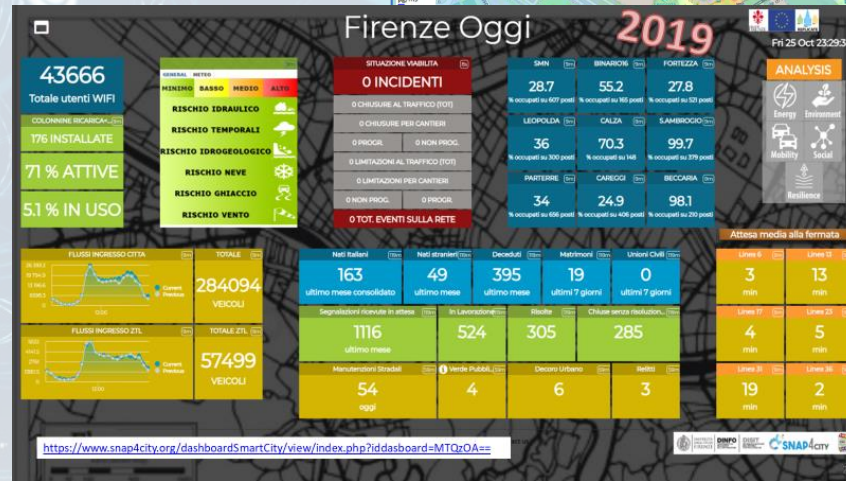 Firenze Oggi
2019
Fri 25 Oct 23:29:3
43666
Totale utenti WIFI
176 INSTALLATE
71 % ATTIVE
5.1 % IN USO
GENERAL METEO
MINIMO BASSO MEDIO ALTO
RISCHIO IDRAULICO
RISCHIO TEMPORALI
RISCHIO IDROGEOLOGICO
RISCHIO NEVE
RISCHIO GHIACCIO
RISCHIO VENTO
SITUAZIONE VIABILITA
0 INCIDENTI
0 CHIUSURE AL TRAFFICO (TOT)
0 CHIUSURE PER CANTIERI
0 PROGR. 0 NON PROG.
0 LIMITAZIONI AL TRAFFICO (TOT)
0 LIMITAZIONI PER CANTIERI
0 NON PROG. 0 PROGR.
0 TOT. EVENTI SULLA RETE
SMN BINARIO16 FORTEZZA
28.7 55.2 27.8
% occupati su 607 posti % occupati su 165 posti % occupati su 521 posti
LEOPOLDA CALZA S.AMBROGIO
36 70.3 99.7
% occupati su 300 posti % occupati su 148 % occupati su 379 posti
PARTERRE CAREGGI BECCARIA
34 24.9 98.1
% occupati su 656 posti % occupati su 406 posti % occupati su 210 posti
ANALYSIS
Energy Environment
Mobility Social
Resilience
FLUSSI INGRESSO CITTA TOTALE
Current
Previous
284094
VEICOLI
FLUSSI INGRESSO ZTL TOTALE ZTL
Current
Previous
57499
VEICOLI
Nati Italiani Nati stranieri Deceduti Matrimoni Unioni Civili
163 49 395 19 0
ultimo mese consolidato ultimo mese ultimo mese ultimi 7 giorni ultimi 7 giorni
Segnalazioni ricevute in attesa In Lavorazione Risolte Chiuse senza risoluzion...
1116 524 305 285
ultimo mese
Manutenzioni Stradali Verde Pubbli... Decoro Urbano Relitti
54 4 6 3
oggi
Attesa media alla fermata
Linea 6 Linea 13
3 13
min min
Linea 17 Linea 23
4 5
min min
Linea 31 Linea 36
19 2
min min
https://www.snap4city.org/dashboardSmartCity/view/index.php?iddasboard=MTQzOA==
DINFO DISIT SNAP4CITY